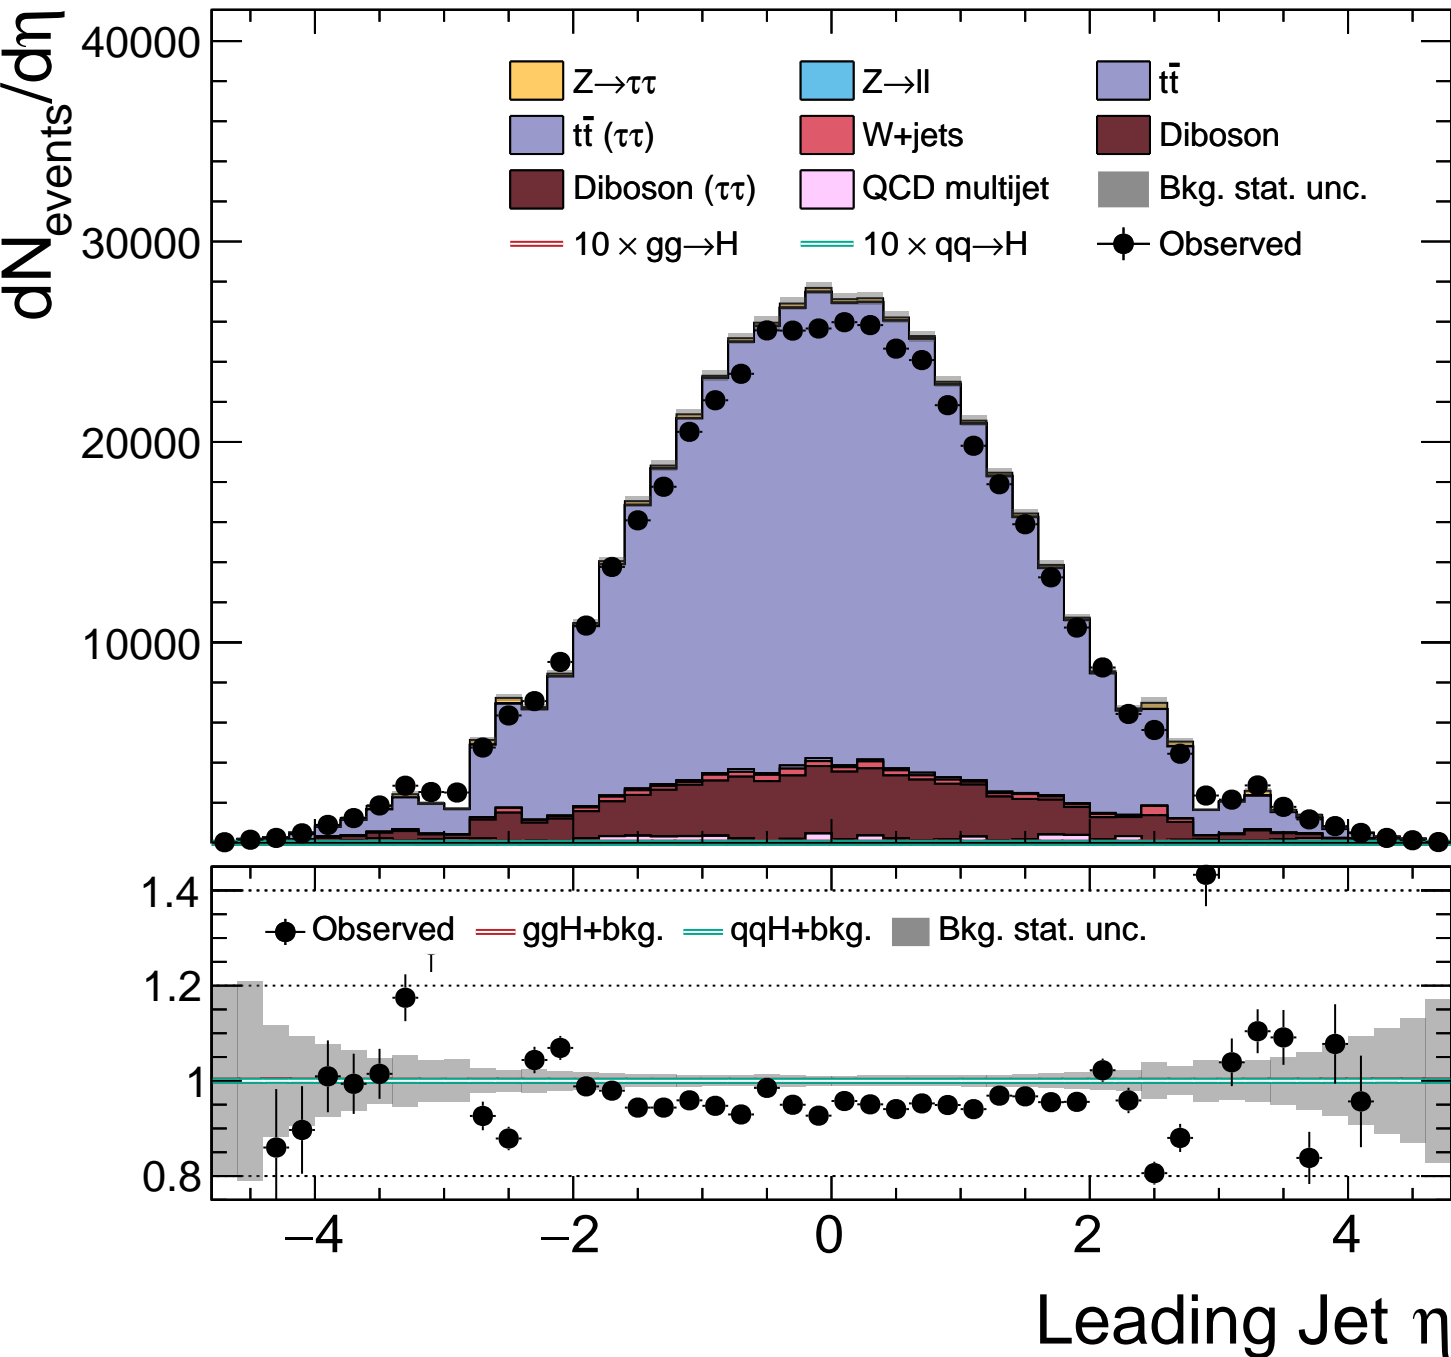 dN_events/dη
40000
30000
20000
10000
Z→ττ Z→ll tt̄
tt̄ (ττ) W+jets Diboson
Diboson (ττ) QCD multijet Bkg. stat. unc.
10 × gg→H 10 × qq→H Observed
1.4
1.2
1
0.8
Observed ggH+bkg. qqH+bkg. Bkg. stat. unc.
−4 −2 0 2 4
Leading Jet η